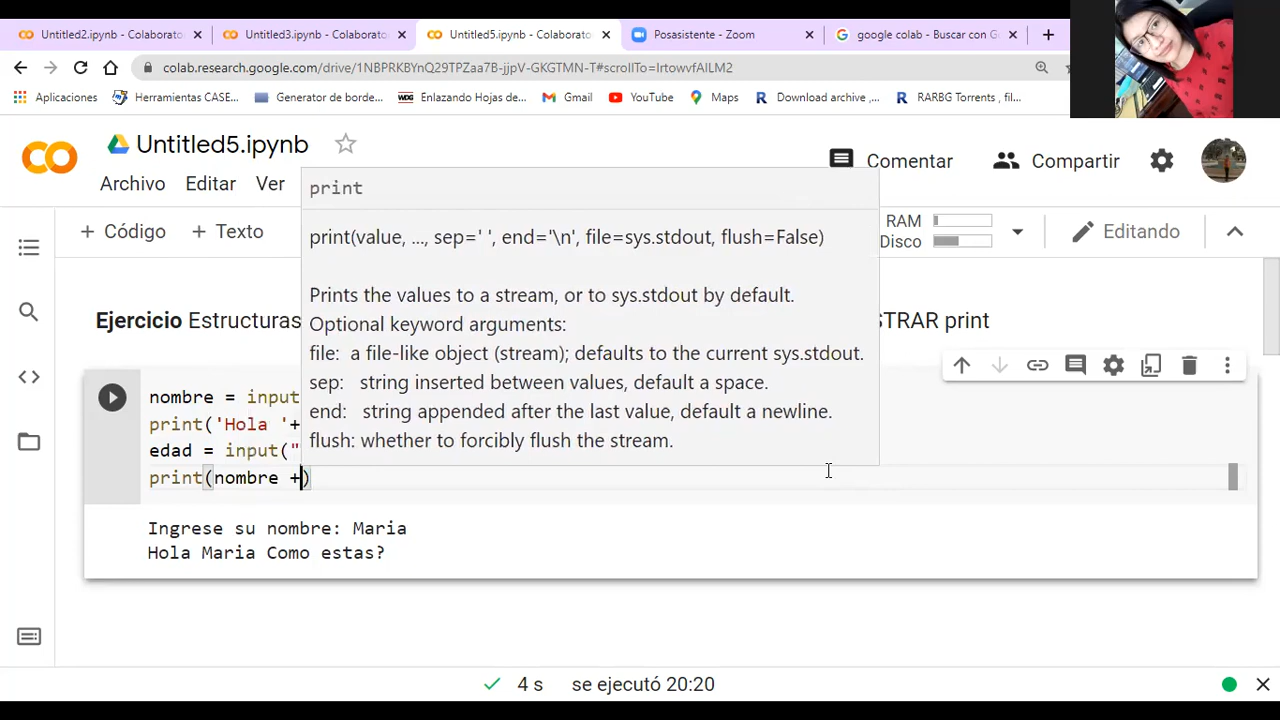 Untitled2.ipynb - Colaborato
Untitled3.ipynb - Colaborato
Untitled5.ipynb - Colaborato
Posasistente - Zoom
google colab - Buscar con G
colab.research.google.com/drive/1NBPRKBPnQ29TPZaa7B-jjpV-GKGTMN-T#scrollTo=IrtowvfAILM2
Aplicaciones
Herramientas CASE...
Generator de borde...
Enlazando Hojas de...
Gmail
YouTube
Maps
Download archive ,...
RARBG Torrents , fil...
CO
Untitled5.ipynb
Comentar
Compartir
Archivo Editar Ver
print
+ Código + Texto
RAM
Disco
Editando
print(value, ..., sep=' ', end='\n', file=sys.stdout, flush=False)
Prints the values to a stream, or to sys.stdout by default.
Optional keyword arguments:
file: a file-like object (stream); defaults to the current sys.stdout.
sep: string inserted between values, default a space.
end: string appended after the last value, default a newline.
flush: whether to forcibly flush the stream.
Ejercicio Estructuras STRAR print
nombre = input
print('Hola '+
edad = input("
print(nombre +)
Ingrese su nombre: Maria
Hola Maria Como estas?
4 s se ejecutó 20:20